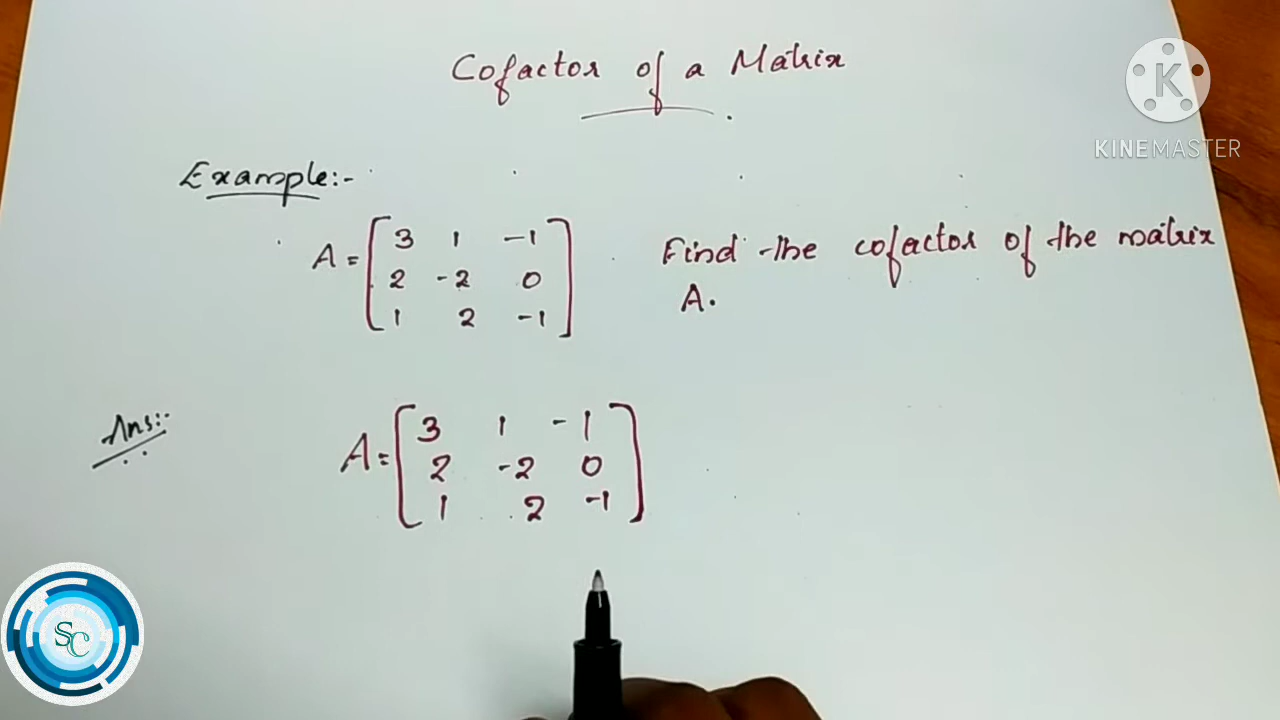 Cofactor of a Matrix
KINEMASTER
Example:-
A = [ 3 1 -1
2 -2 0
1 2 -1 ]
Find the cofactor of the matrix
A.
Ans:-
A = [ 3 1 -1
2 -2 0
1 2 -1 ]
SC